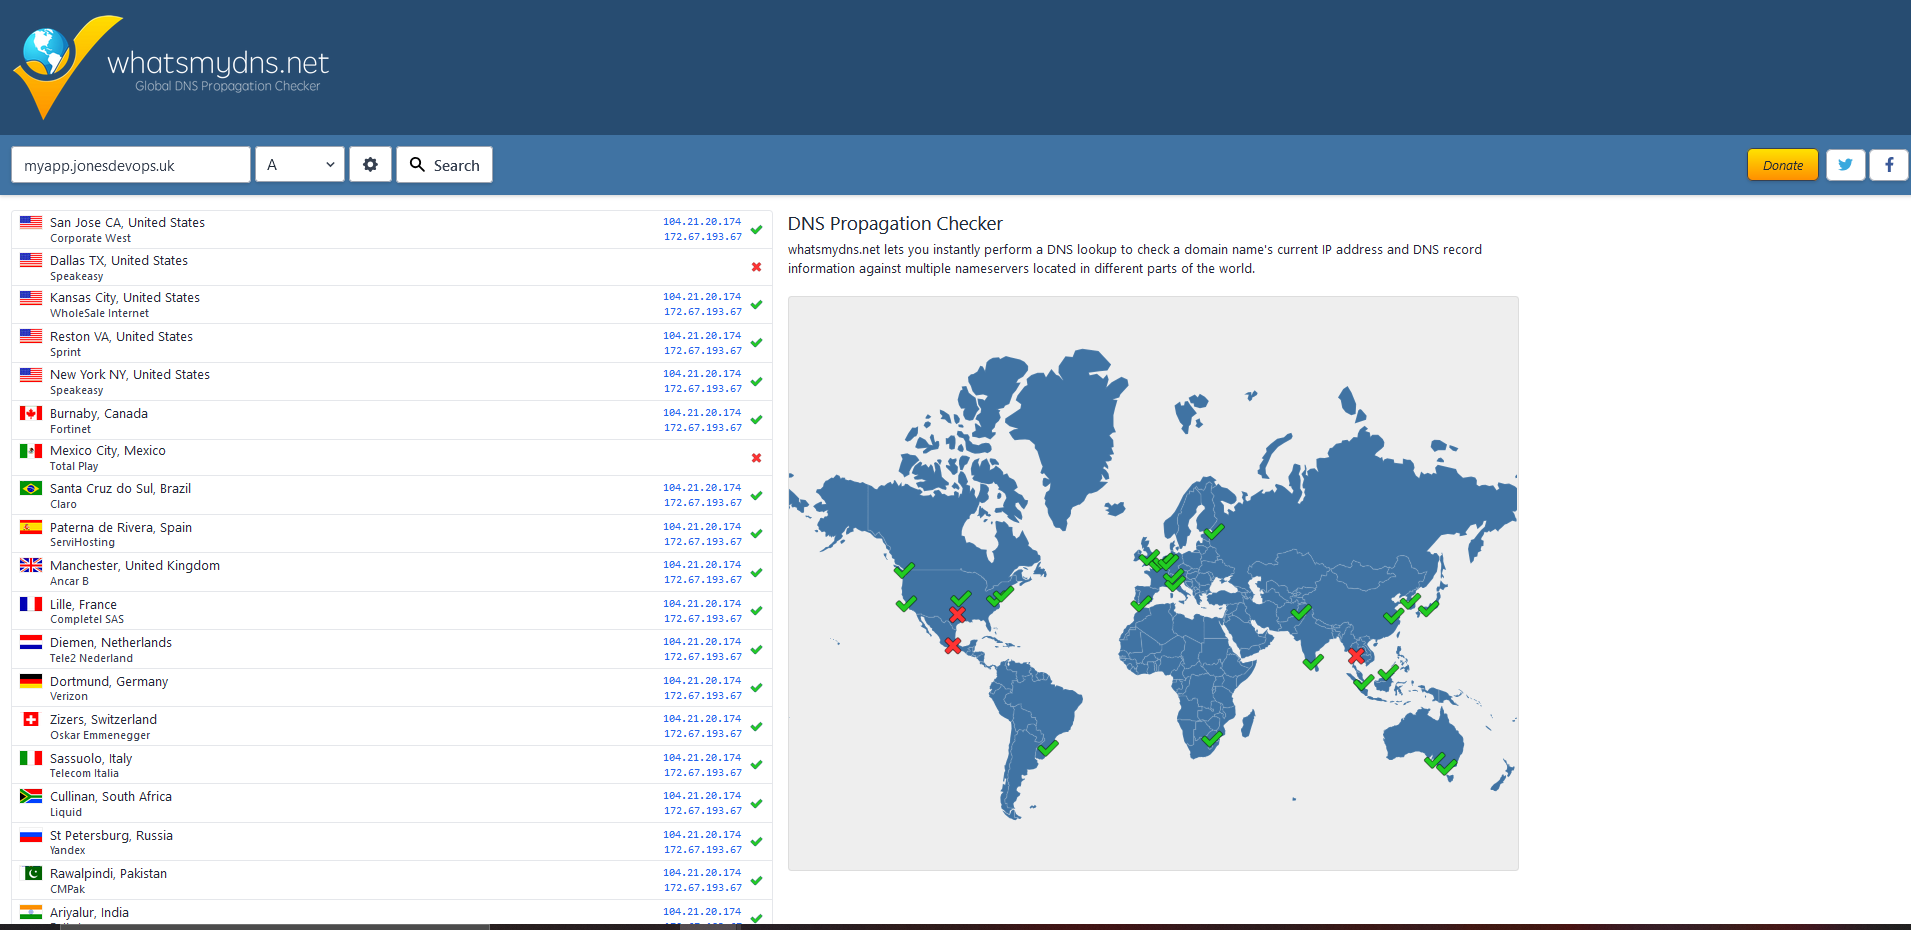 whatsmydns.net
Global DNS Propagation Checker
myapp.jonesdevops.uk
A
Search
Donate
San Jose CA, United States
Corporate West
104.21.20.174
172.67.193.67
Dallas TX, United States
Speakeasy
Kansas City, United States
WholeSale Internet
104.21.20.174
172.67.193.67
Reston VA, United States
Sprint
104.21.20.174
172.67.193.67
New York NY, United States
Speakeasy
104.21.20.174
172.67.193.67
Burnaby, Canada
Fortinet
104.21.20.174
172.67.193.67
Mexico City, Mexico
Total Play
Santa Cruz do Sul, Brazil
Claro
104.21.20.174
172.67.193.67
Paterna de Rivera, Spain
ServiHosting
104.21.20.174
172.67.193.67
Manchester, United Kingdom
Ancar B
104.21.20.174
172.67.193.67
Lille, France
Completel SAS
104.21.20.174
172.67.193.67
Diemen, Netherlands
Tele2 Nederland
104.21.20.174
172.67.193.67
Dortmund, Germany
Verizon
104.21.20.174
172.67.193.67
Zizers, Switzerland
Oskar Emmenegger
104.21.20.174
172.67.193.67
Sassuolo, Italy
Telecom Italia
104.21.20.174
172.67.193.67
Cullinan, South Africa
Liquid
104.21.20.174
172.67.193.67
St Petersburg, Russia
Yandex
104.21.20.174
172.67.193.67
Rawalpindi, Pakistan
CMPak
104.21.20.174
172.67.193.67
Ariyalur, India
104.21.20.174
DNS Propagation Checker
whatsmydns.net lets you instantly perform a DNS lookup to check a domain name's current IP address and DNS record
information against multiple nameservers located in different parts of the world.